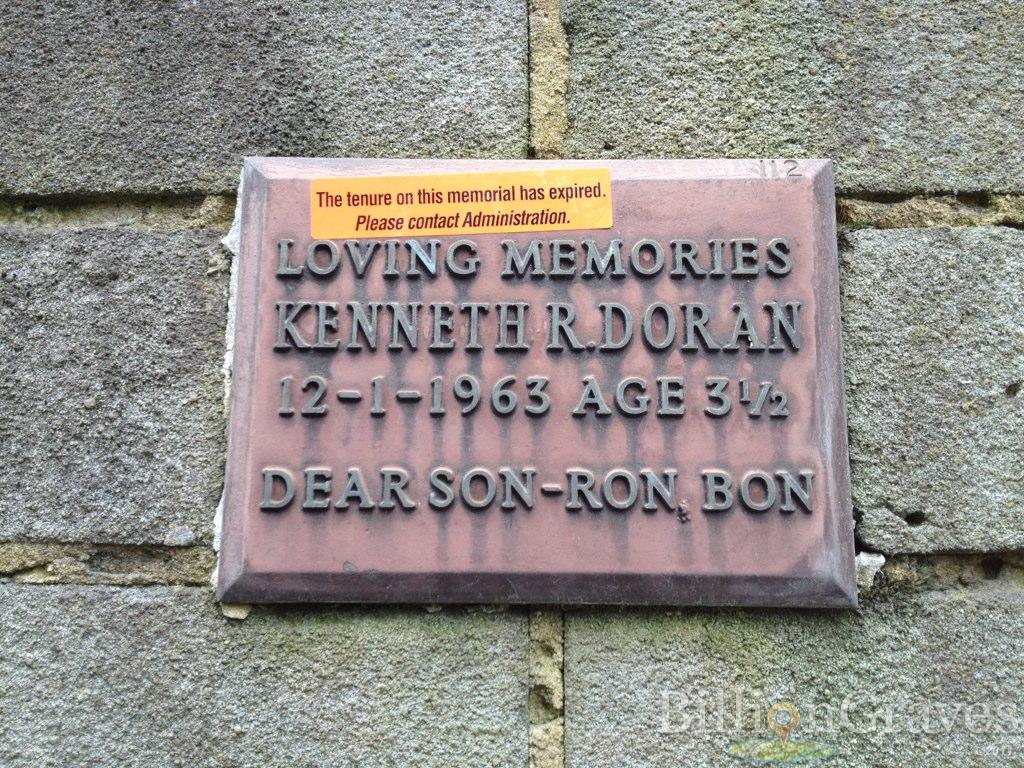 112
The tenure on this memorial has expired.
Please contact Administration.
LOVING MEMORIES
KENNETH R. DORAN
12-1-1963 AGE 3½
DEAR SON-RON, BON
BillionGraves